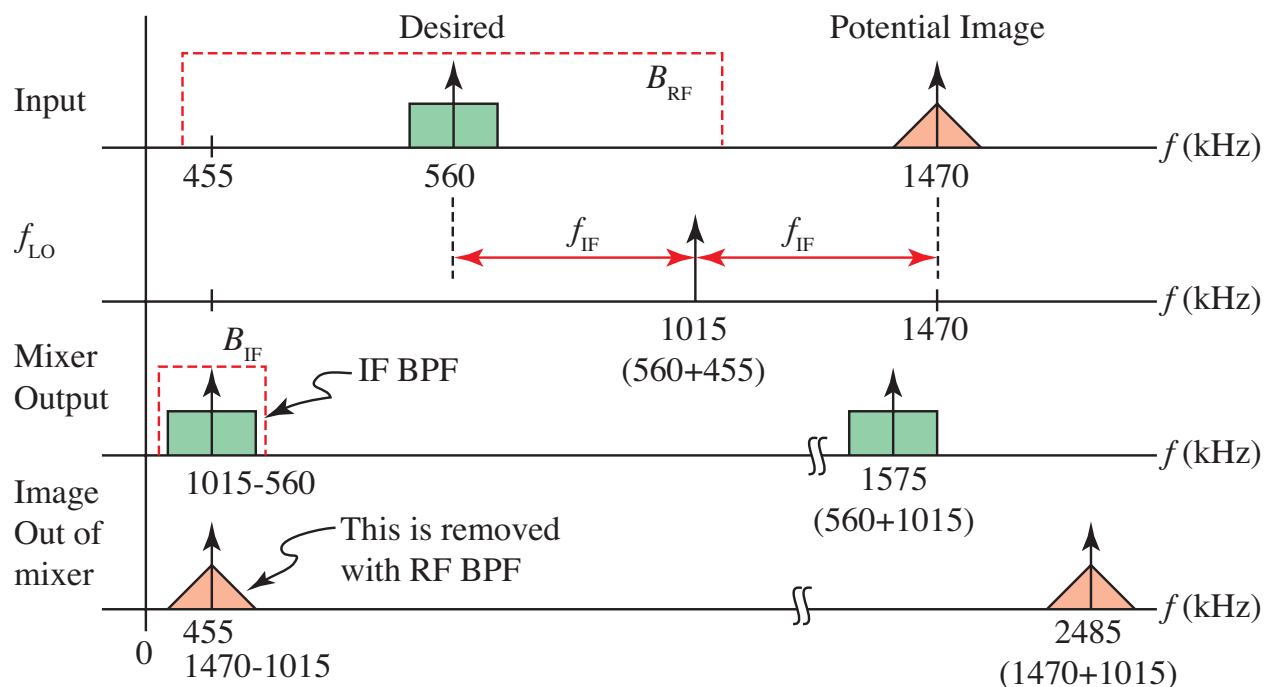 Desired
Potential Image
Input
B_RF
f (kHz)
455
560
1470
f_LO
f_IF
f_IF
f (kHz)
1015
(560+455)
1470
Mixer
Output
B_IF
IF BPF
f (kHz)
1015-560
1575
(560+1015)
Image
Out of
mixer
This is removed
with RF BPF
f (kHz)
0
455
1470-1015
2485
(1470+1015)